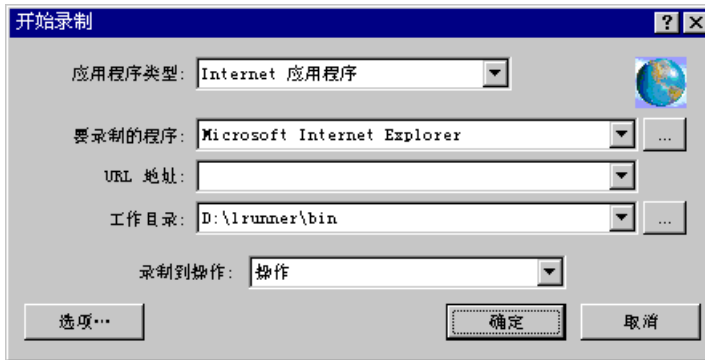 开始录制
应用程序类型: Internet 应用程序
要录制的程序: Microsoft Internet Explorer ...
URL 地址:
工作目录: D:\lrunner\bin ...
录制到操作: 操作
选项… 确定 取消